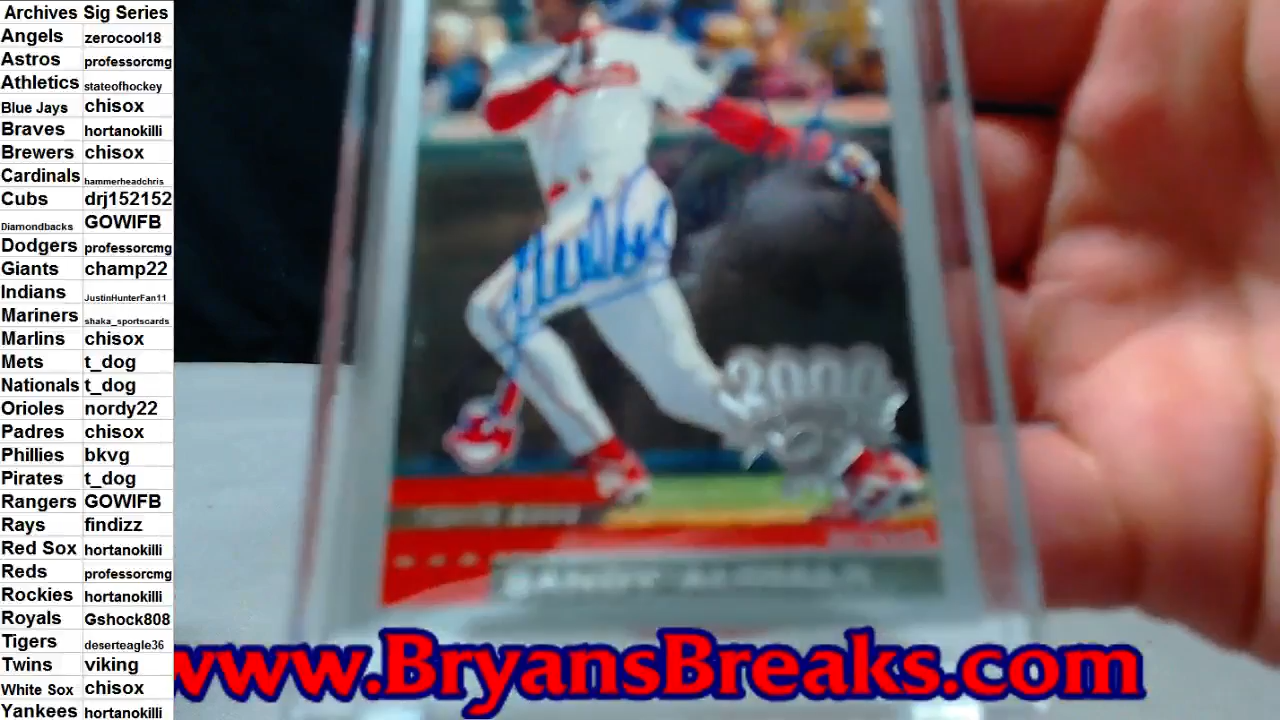 Archives Sig Series
Angels zerocool18
Astros professorcmg
Athletics stateofhockey
Blue Jays chisox
Braves hortanokilli
Brewers chisox
Cardinals hammerheadchris
Cubs drj152152
Diamondbacks GOWIFB
Dodgers professorcmg
Giants champ22
Indians JustinHunterFan11
Mariners shaka_sportscards
Marlins chisox
Mets t_dog
Nationals t_dog
Orioles nordy22
Padres chisox
Phillies bkvg
Pirates t_dog
Rangers GOWIFB
Rays findizz
Red Sox hortanokilli
Reds professorcmg
Rockies hortanokilli
Royals Gshock808
Tigers deserteagle36
Twins viking
White Sox chisox
Yankees hortanokilli
2000
SANDY ALOMAR
www.BryansBreaks.com